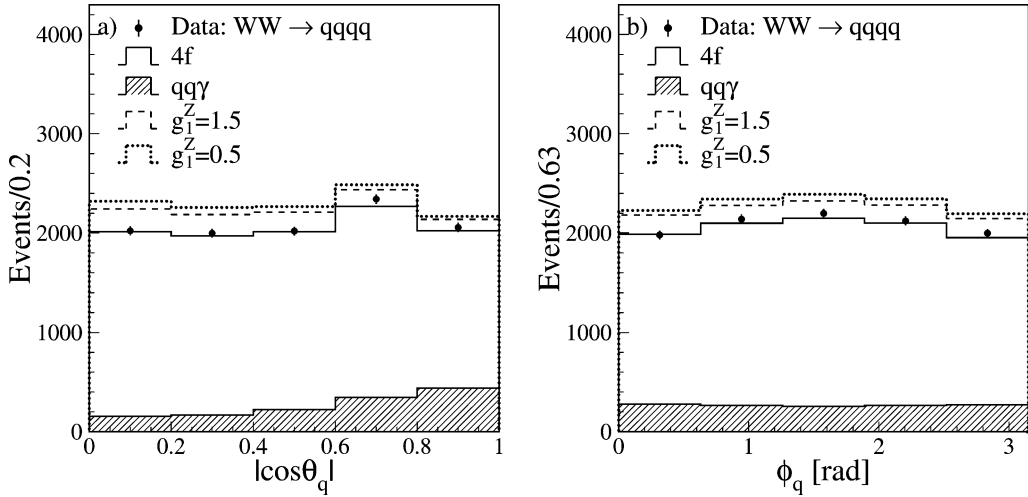 a)
Data: WW → qqqq
4f
qqγ
g₁ᶻ=1.5
g₁ᶻ=0.5
Events/0.2
4000
3000
2000
1000
0
0 0.2 0.4 0.6 0.8 1
|cosθ_q|
b)
Data: WW → qqqq
4f
qqγ
g₁ᶻ=1.5
g₁ᶻ=0.5
Events/0.63
4000
3000
2000
1000
0
0 1 2 3
ϕ_q [rad]